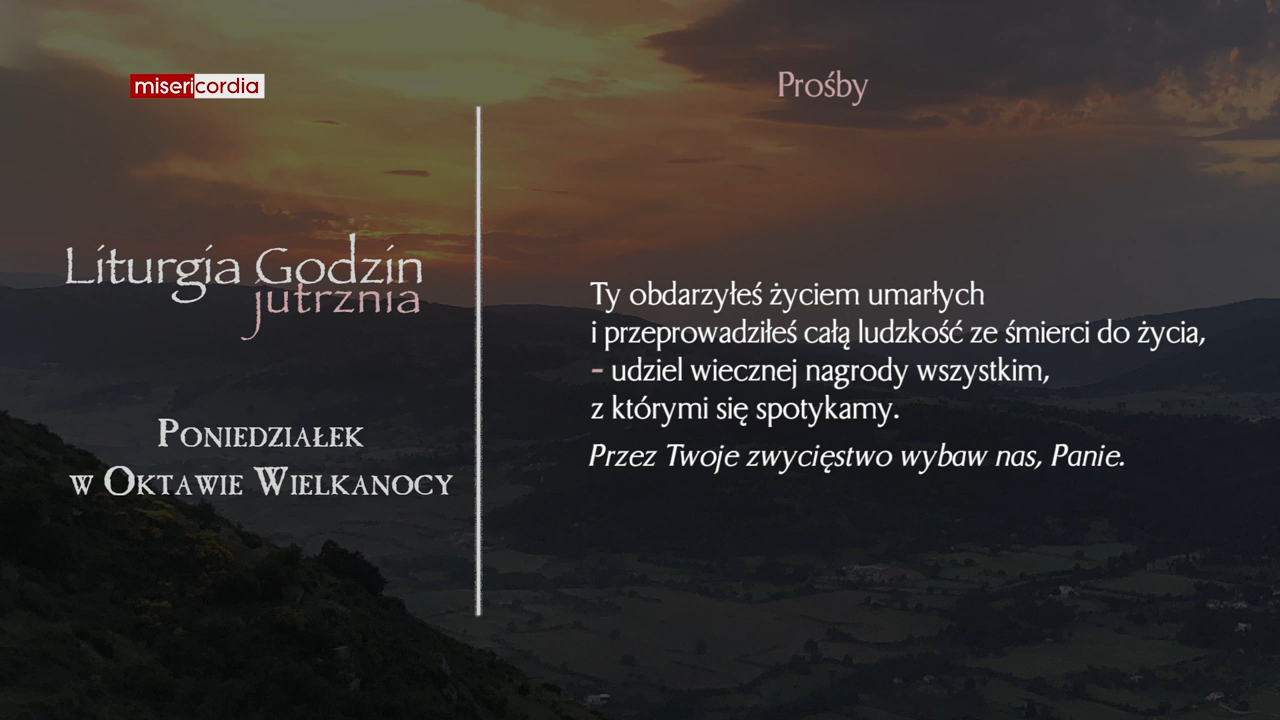 misericordia
Liturgia Godzin
jutrznia
Poniedziałek
w Oktawie Wielkanocy
Prośby
Ty obdarzyłeś życiem umarłych
i przeprowadziłeś całą ludzkość ze śmierci do życia,
- udziel wiecznej nagrody wszystkim,
z którymi się spotykamy.
Przez Twoje zwycięstwo wybaw nas, Panie.